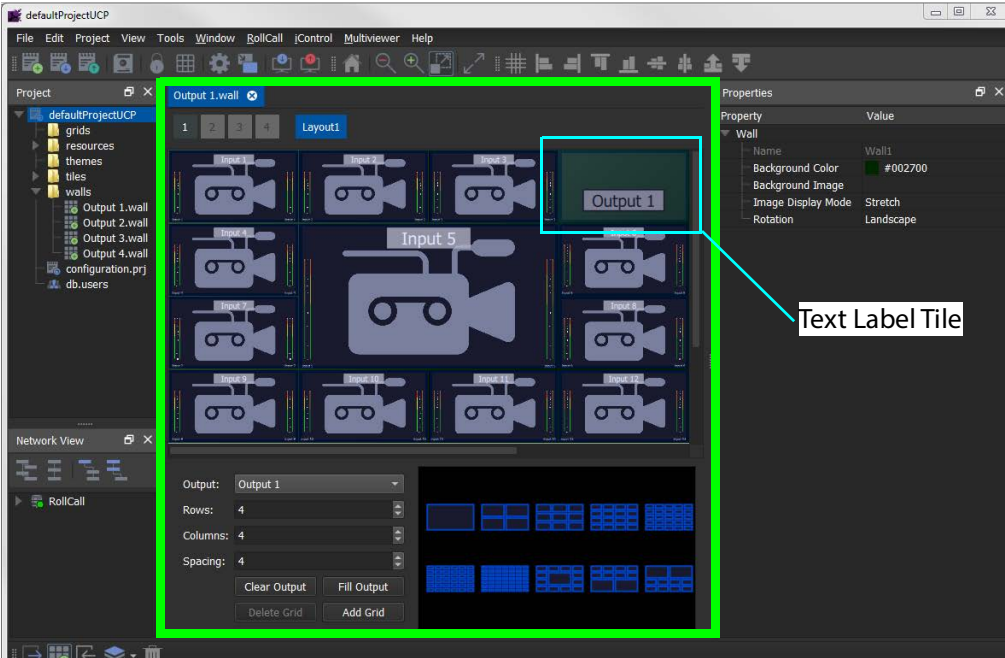 defaultProjectUCP
File Edit Project View Tools Window RollCall iControl Multiviewer Help
Project
defaultProjectUCP
grids
resources
themes
tiles
walls
Output 1.wall
Output 2.wall
Output 3.wall
Output 4.wall
configuration.prj
db.users
Network View
RollCall
Output 1.wall
1 2 3 4 Layout1
Input 1
Input 2
Input 3
Output 1
Input 4
Input 5
Input 7
Input 8
Input 9
Input 10
Input 11
Input 12
Output: Output 1
Rows: 4
Columns: 4
Spacing: 4
Clear Output Fill Output
Delete Grid Add Grid
Properties
Property Value
Wall
Name Wall1
Background Color #002700
Background Image
Image Display Mode Stretch
Rotation Landscape
Text Label Tile